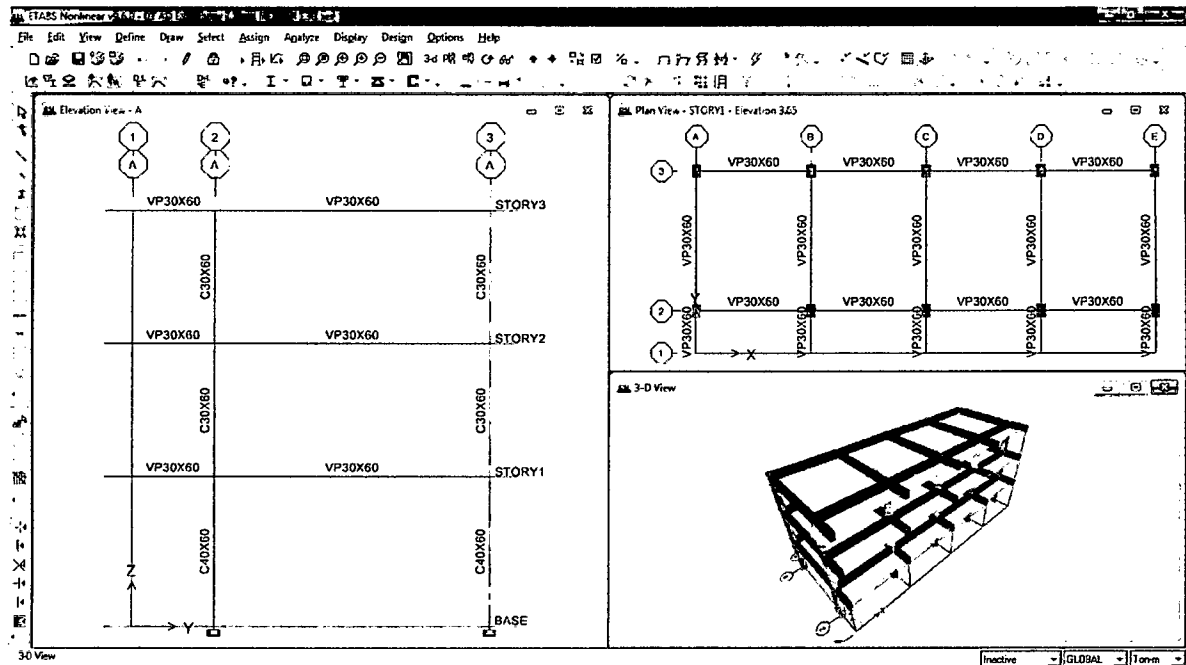 ETABS Nonlinear
File Edit View Define Draw Select Assign Analyze Display Design Options Help
3-d
Elevation View - A
1 2 3
A A A
VP30X60 VP30X60 STORY3
C30X60 C30X60
VP30X60 VP30X60 STORY2
C30X60 C30X60
VP30X60 VP30X60 STORY1
C40X60 C40X60
Z
Y
BASE
Plan View - STORY1 - Elevation 3.65
A B C D E
3 VP30X60 VP30X60 VP30X60 VP30X60
VP30X60 VP30X60 VP30X60 VP30X60 VP30X60
Y
2 VP30X60 VP30X60 VP30X60 VP30X60
VP30X60 VP30X60 VP30X60 VP30X60 VP30X60
1 X
3-D View
3-D View
Inactive GLOBAL Ton-m